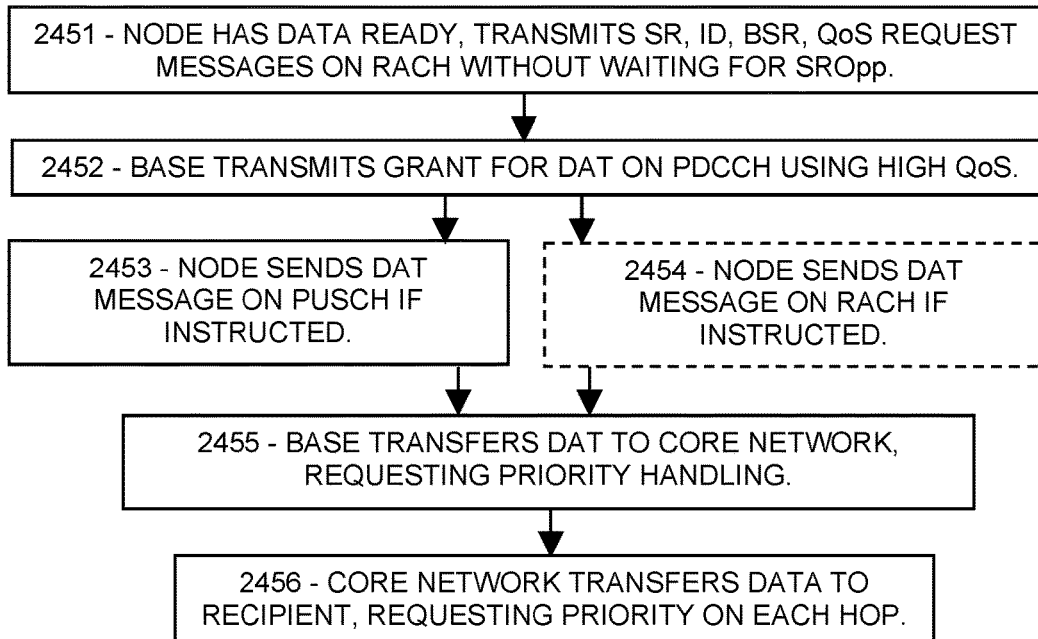 2451 - NODE HAS DATA READY, TRANSMITS SR, ID, BSR, QoS REQUEST
MESSAGES ON RACH WITHOUT WAITING FOR SROpp.
2452 - BASE TRANSMITS GRANT FOR DAT ON PDCCH USING HIGH QoS.
2453 - NODE SENDS DAT
MESSAGE ON PUSCH IF
INSTRUCTED.
2454 - NODE SENDS DAT
MESSAGE ON RACH IF
INSTRUCTED.
2455 - BASE TRANSFERS DAT TO CORE NETWORK,
REQUESTING PRIORITY HANDLING.
2456 - CORE NETWORK TRANSFERS DATA TO
RECIPIENT, REQUESTING PRIORITY ON EACH HOP.